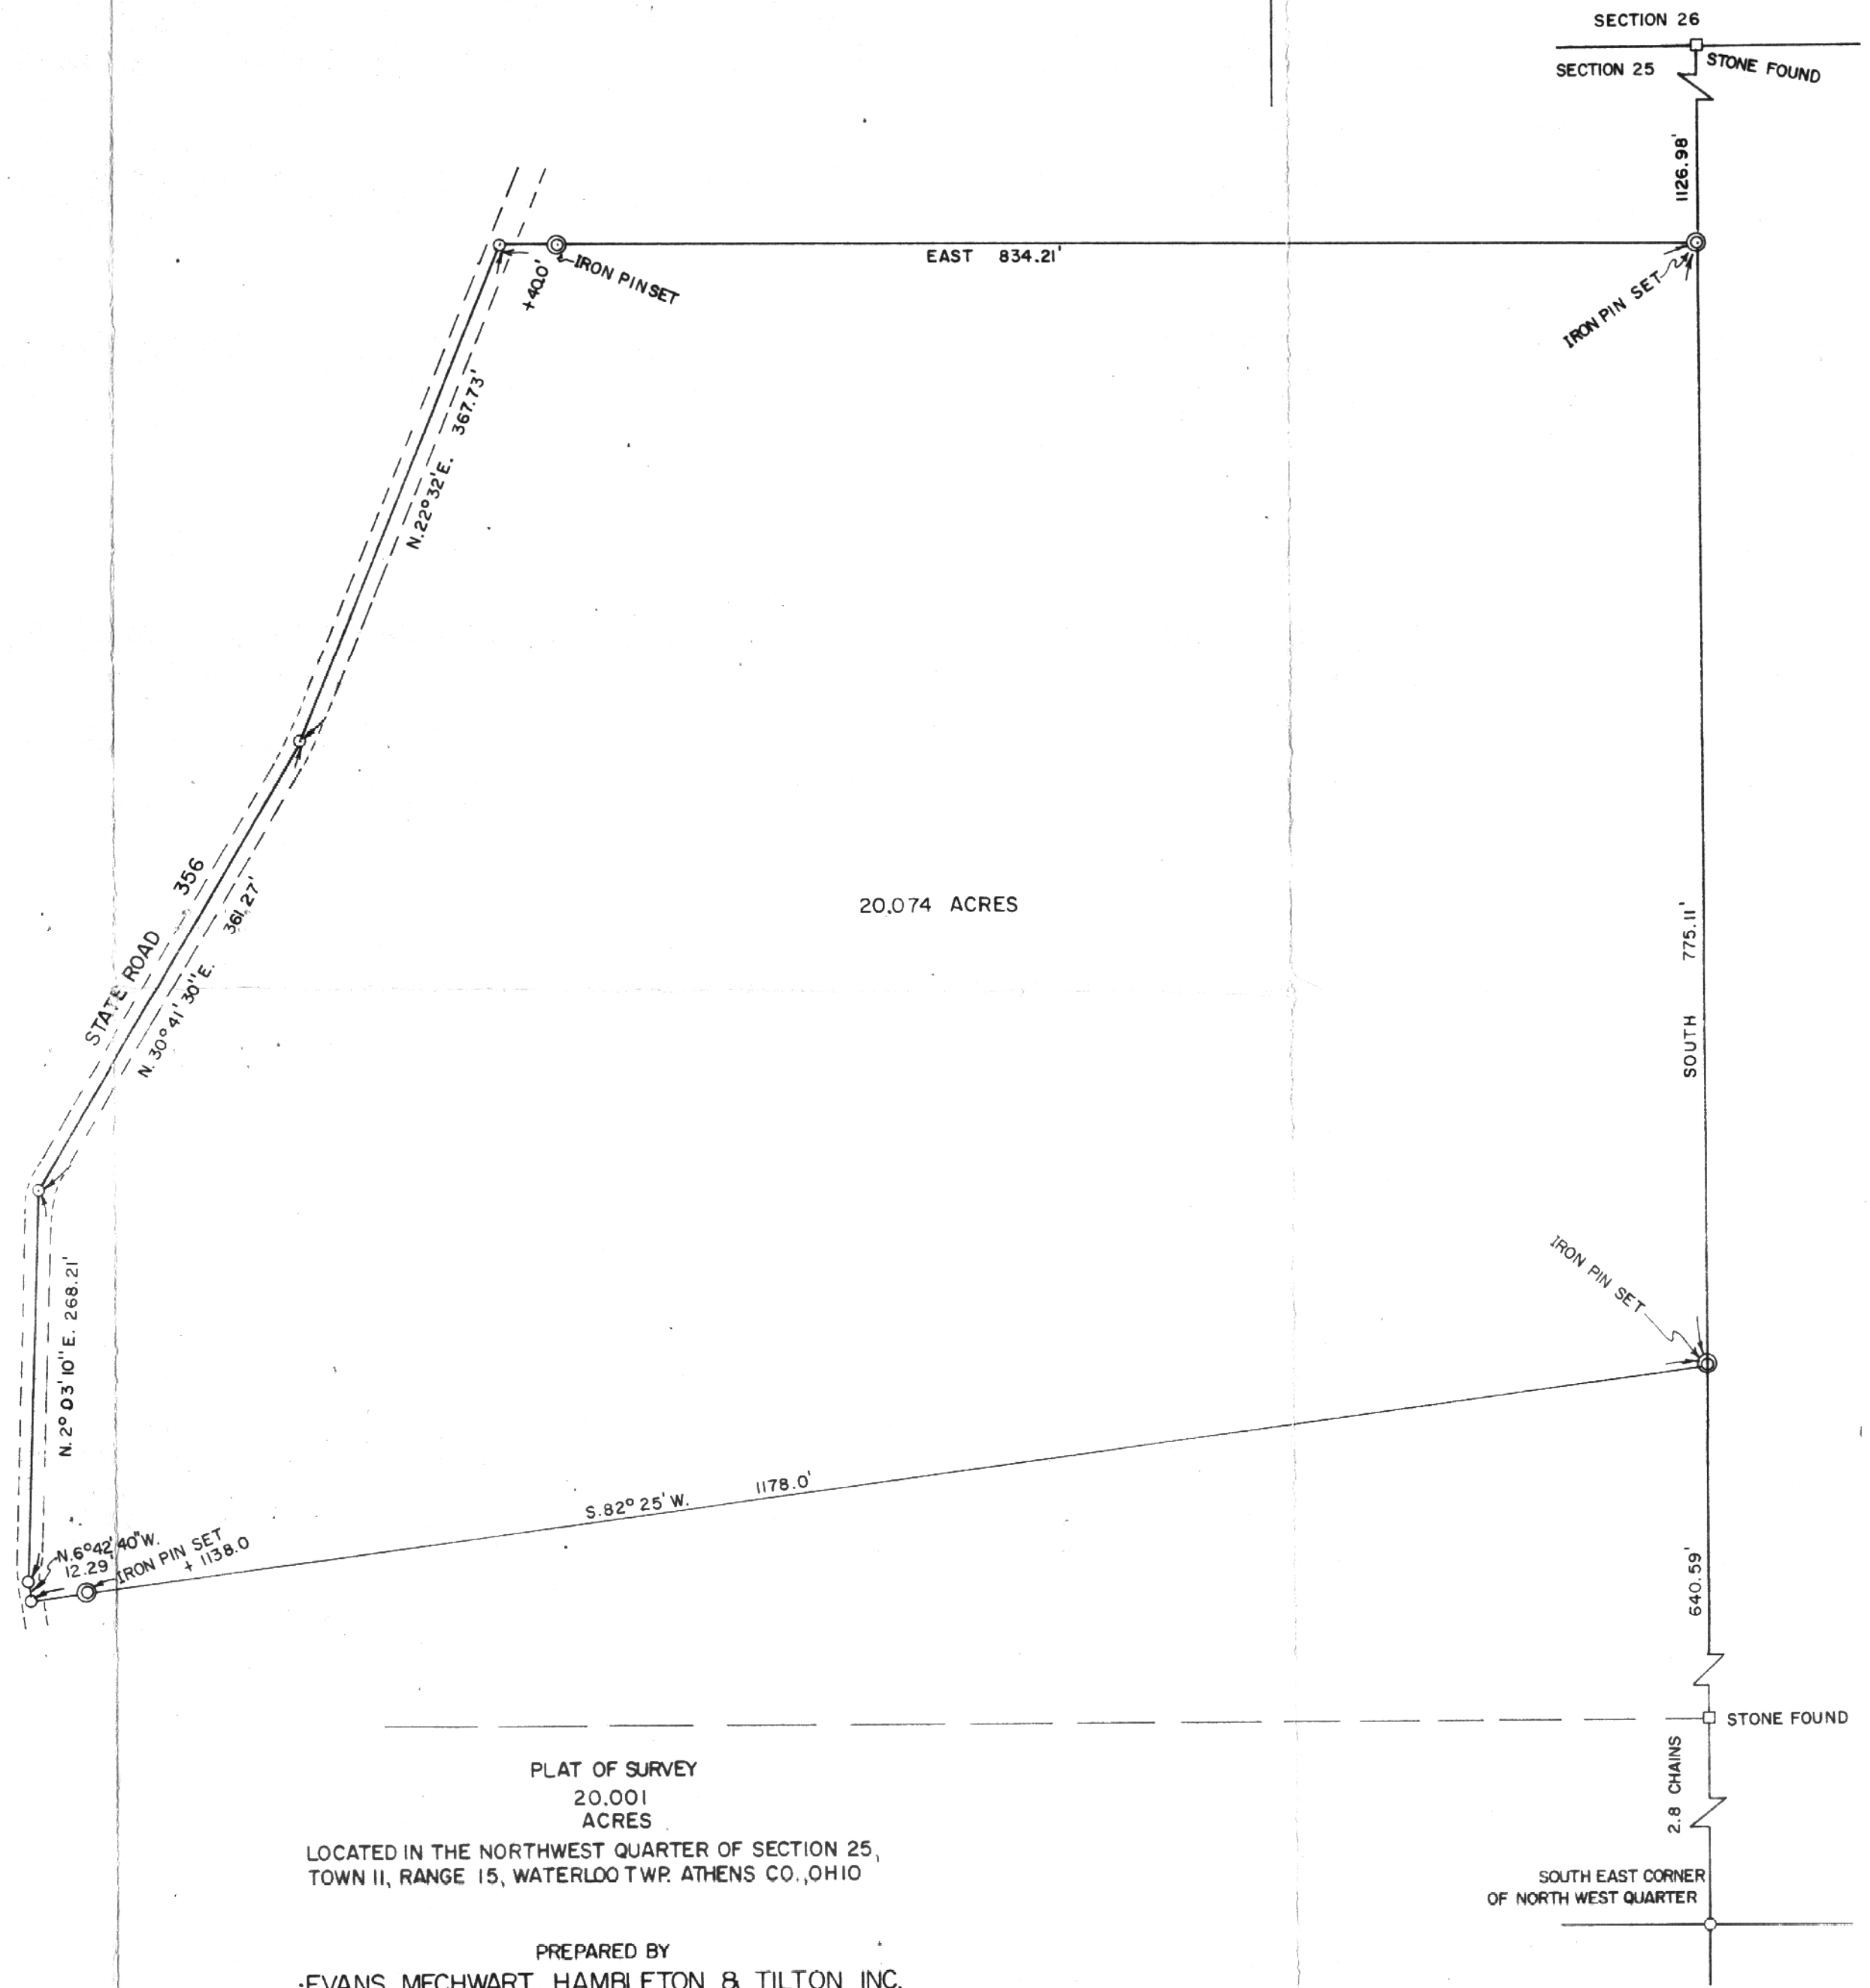 SECTION 26
SECTION 25
STONE FOUND
1126.98'
EAST 834.21'
+40.0'
IRON PIN SET
IRON PIN SET
N.22°32'E. 367.73'
STATE ROAD 356
N.30°41'30"E. 361.27'
20.074 ACRES
SOUTH 775.11'
IRON PIN SET
N.2°03'10"E. 268.21'
S.82°25'W. 1178.0'
N.6°42'40"W.
12.29'
IRON PIN SET
+ 1138.0
640.59'
STONE FOUND
2.8 CHAINS
PLAT OF SURVEY
20.001
ACRES
LOCATED IN THE NORTHWEST QUARTER OF SECTION 25,
TOWN 11, RANGE 15, WATERLOO TWP. ATHENS CO., OHIO
SOUTH EAST CORNER
OF NORTH WEST QUARTER
PREPARED BY
EVANS, MECHWART, HAMBLETON & TILTON INC.